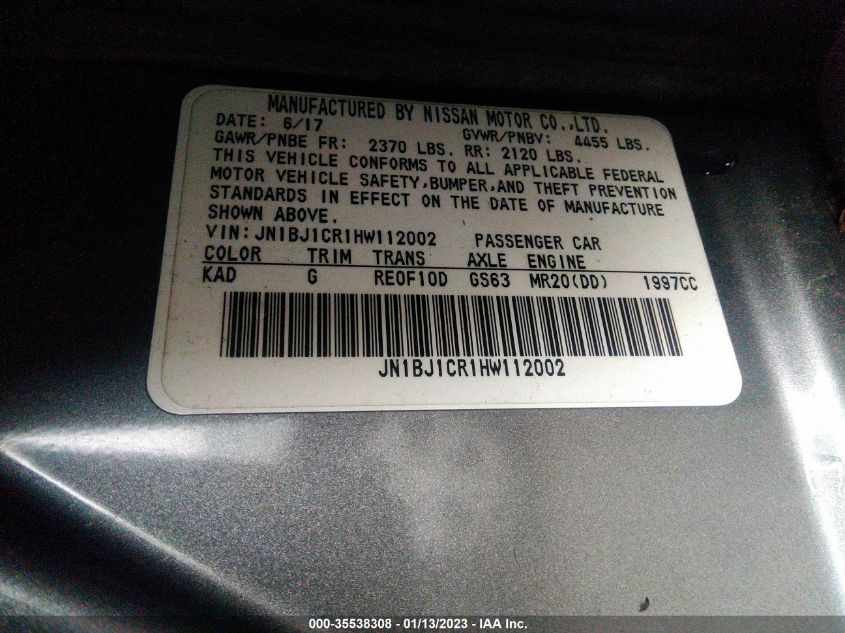 MANUFACTURED BY NISSAN MOTOR CO.,LTD.
DATE: 6/17 GVWR/PNBV: 4455 LBS.
GAWR/PNBE FR: 2370 LBS. RR: 2120 LBS.
THIS VEHICLE CONFORMS TO ALL APPLICABLE FEDERAL
MOTOR VEHICLE SAFETY,BUMPER,AND THEFT PREVENTION
STANDARDS IN EFFECT ON THE DATE OF MANUFACTURE
SHOWN ABOVE.
VIN:JN1BJ1CR1HW112002 PASSENGER CAR
COLOR TRIM TRANS AXLE ENGINE
KAD G RE0F10D GS63 MR20(DD) 1997CC
JN1BJ1CR1HW112002
000-35538308 - 01/13/2023 - IAA Inc.